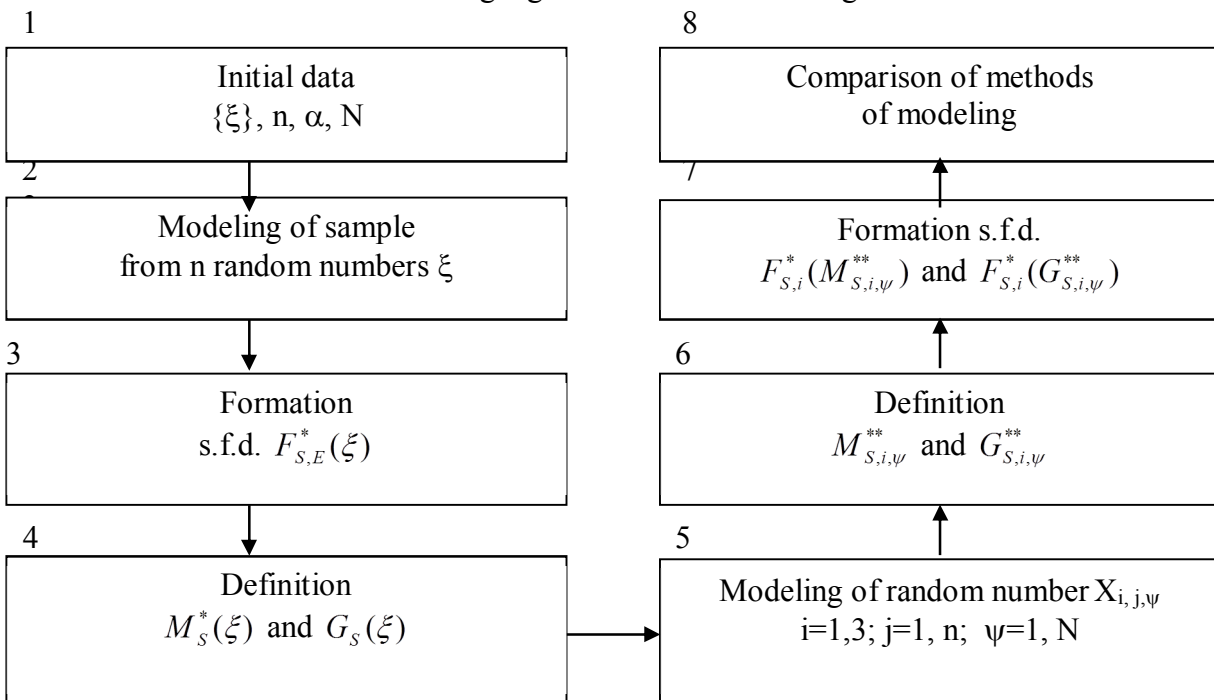 1
Initial data
{ξ}, n, α, N
2
Modeling of sample
from n random numbers ξ
3
Formation
s.f.d. F*S,E(ξ)
4
Definition
M*S(ξ) and GS(ξ)
5
Modeling of random number Xi, j,ψ
i=1,3; j=1, n; ψ=1, N
6
Definition
M**S,i,ψ and G**S,i,ψ
7
Formation s.f.d.
F*S,i(M**S,i,ψ) and F*S,i(G**S,i,ψ)
8
Comparison of methods
of modeling